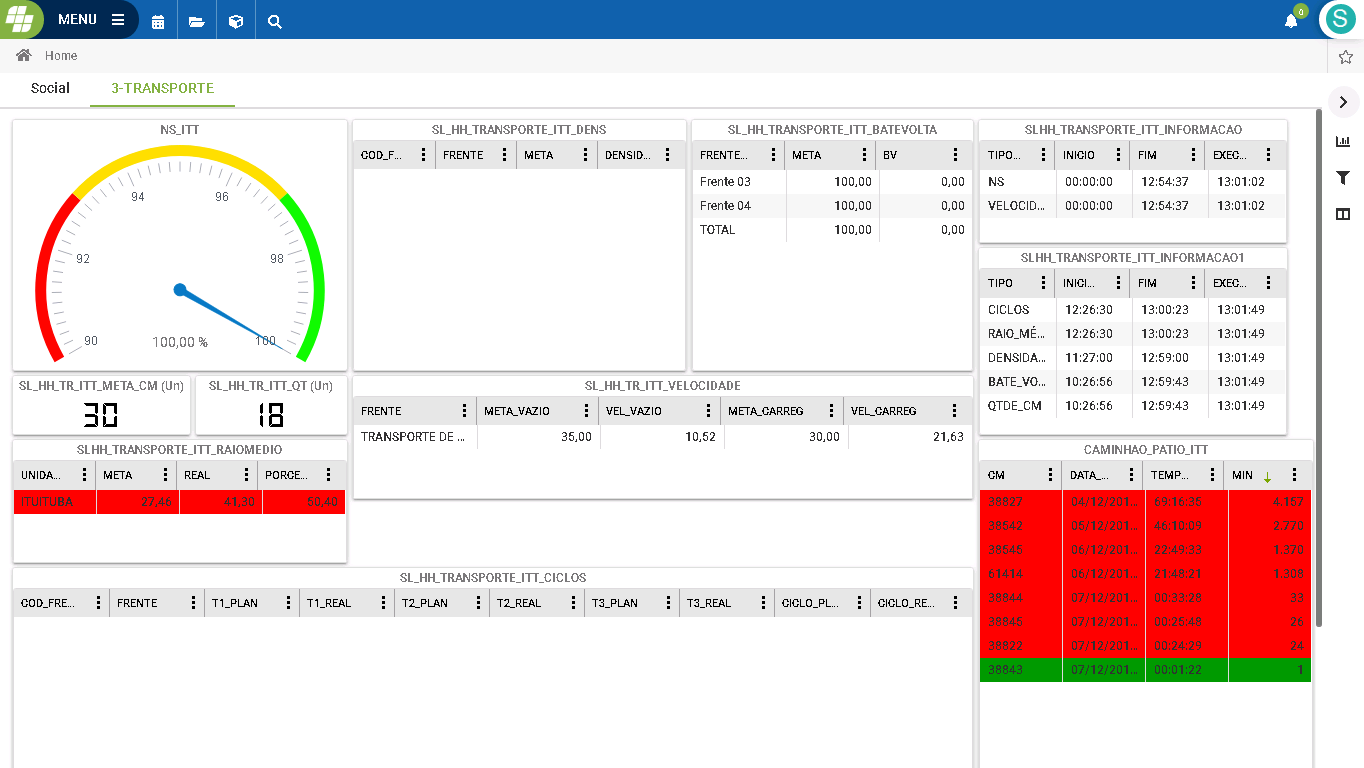 MENU
0
S
Home
Social
3-TRANSPORTE
NS_ITT
94
96
92
98
90
100,00 %
100
SL_HH_TR_ITT_META_CM (Un)
30
SL_HH_TR_ITT_QT (Un)
18
SLHH_TRANSPORTE_ITT_RAIOMEDIO
UNIDA... META REAL PORCE...
ITUITUBA 27,46 41,30 50,40
SL_HH_TRANSPORTE_ITT_DENS
COD_F... FRENTE META DENSID...
SL_HH_TRANSPORTE_ITT_BATEVOLTA
FRENTE... META BV
Frente 03 100,00 0,00
Frente 04 100,00 0,00
TOTAL 100,00 0,00
SL_HH_TR_ITT_VELOCIDADE
FRENTE META_VAZIO VEL_VAZIO META_CARREG VEL_CARREG
TRANSPORTE DE ... 35,00 10,52 30,00 21,63
SLHH_TRANSPORTE_ITT_INFORMACAO
TIPO... INICIO FIM EXEC...
NS 00:00:00 12:54:37 13:01:02
VELOCID... 00:00:00 12:54:37 13:01:02
SLHH_TRANSPORTE_ITT_INFORMACAO1
TIPO INICI... FIM EXEC...
CICLOS 12:26:30 13:00:23 13:01:49
RAIO_MÉ... 12:26:30 13:00:23 13:01:49
DENSIDA... 11:27:00 12:59:00 13:01:49
BATE_VO... 10:26:56 12:59:43 13:01:49
QTDE_CM 10:26:56 12:59:43 13:01:49
CAMINHAO_PATIO_ITT
CM DATA_... TEMP... MIN
38827 04/12/201... 69:16:35 4.157
38542 05/12/201... 46:10:09 2.770
38545 06/12/201... 22:49:33 1.370
61414 06/12/201... 21:48:21 1.308
38844 07/12/201... 00:33:28 33
38845 07/12/201... 00:25:48 26
38822 07/12/201... 00:24:29 24
38843 07/12/201... 00:01:22 1
SL_HH_TRANSPORTE_ITT_CICLOS
COD_FRE... FRENTE T1_PLAN T1_REAL T2_PLAN T2_REAL T3_PLAN T3_REAL CICLO_PL... CICLO_RE...